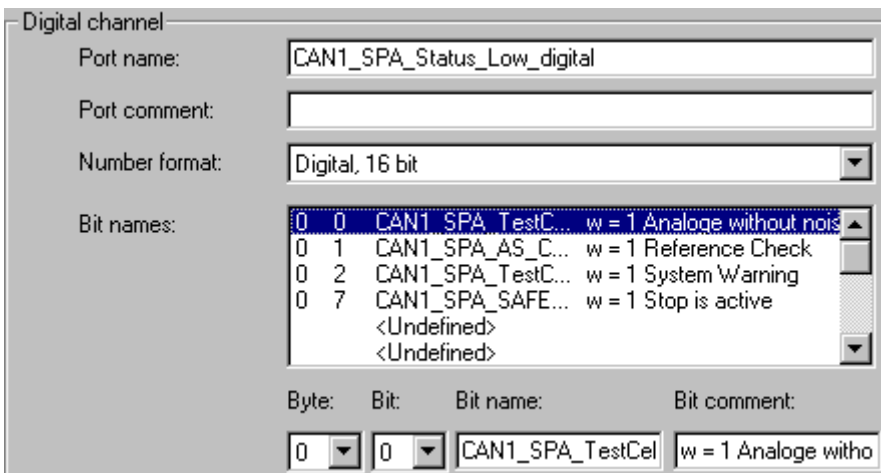 Digital channel
Port name: CAN1_SPA_Status_Low_digital
Port comment:
Number format: Digital, 16 bit
Bit names:
0 0 CAN1_SPA_TestC... w = 1 Analoge without nois
0 1 CAN1_SPA_AS_C... w = 1 Reference Check
0 2 CAN1_SPA_TestC... w = 1 System Warning
0 7 CAN1_SPA_SAFE... w = 1 Stop is active
<Undefined>
<Undefined>
Byte: Bit: Bit name: Bit comment:
0 0 CAN1_SPA_TestCel w = 1 Analoge witho